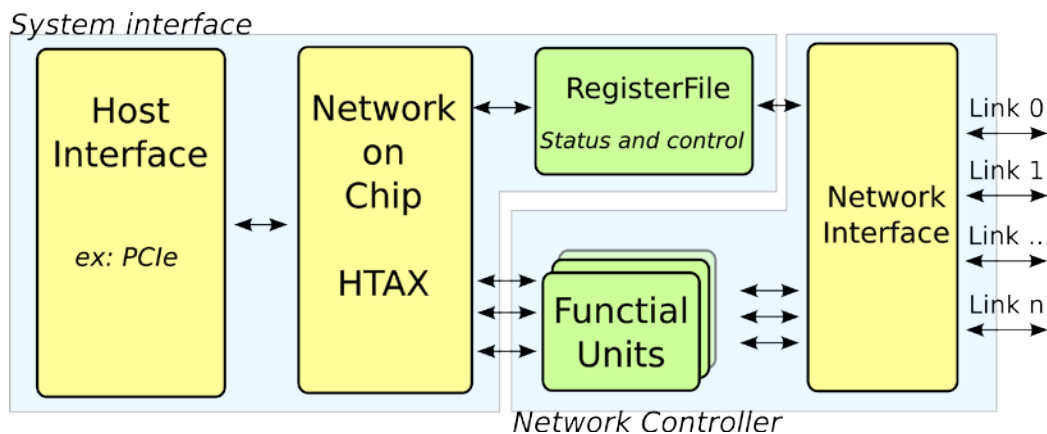 System interface
Host
Interface
ex: PCIe
Network
on
Chip
HTAX
RegisterFile
Status and control
Functial
Units
Network
Interface
Link 0
Link 1
Link ...
Link n
Network Controller